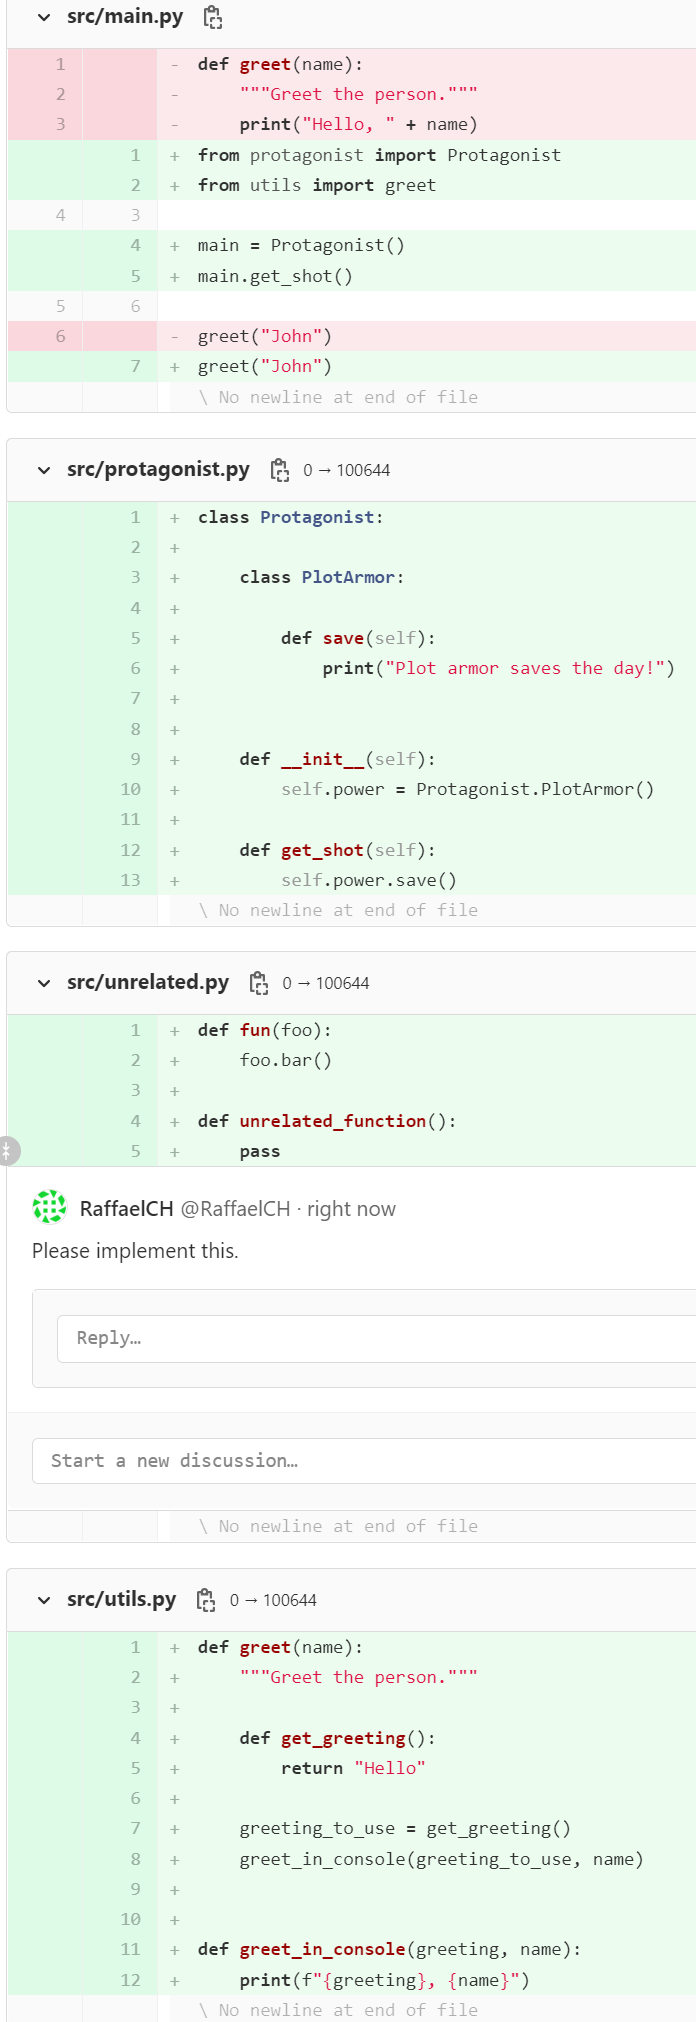 src/main.py
1 - def greet(name):
2 - """Greet the person."""
3 - print("Hello, " + name)
1 + from protagonist import Protagonist
2 + from utils import greet
4 3
4 + main = Protagonist()
5 + main.get_shot()
5 6
6 - greet("John")
7 + greet("John")
\ No newline at end of file
src/protagonist.py 0 → 100644
1 + class Protagonist:
2 +
3 + class PlotArmor:
4 +
5 + def save(self):
6 + print("Plot armor saves the day!")
7 +
8 +
9 + def __init__(self):
10 + self.power = Protagonist.PlotArmor()
11 +
12 + def get_shot(self):
13 + self.power.save()
\ No newline at end of file
src/unrelated.py 0 → 100644
1 + def fun(foo):
2 + foo.bar()
3 +
4 + def unrelated_function():
5 + pass
RaffaelCH @RaffaelCH · right now
Please implement this.
Reply…
Start a new discussion…
\ No newline at end of file
src/utils.py 0 → 100644
1 + def greet(name):
2 + """Greet the person."""
3 +
4 + def get_greeting():
5 + return "Hello"
6 +
7 + greeting_to_use = get_greeting()
8 + greet_in_console(greeting_to_use, name)
9 +
10 +
11 + def greet_in_console(greeting, name):
12 + print(f"{greeting}, {name}")
\ No newline at end of file